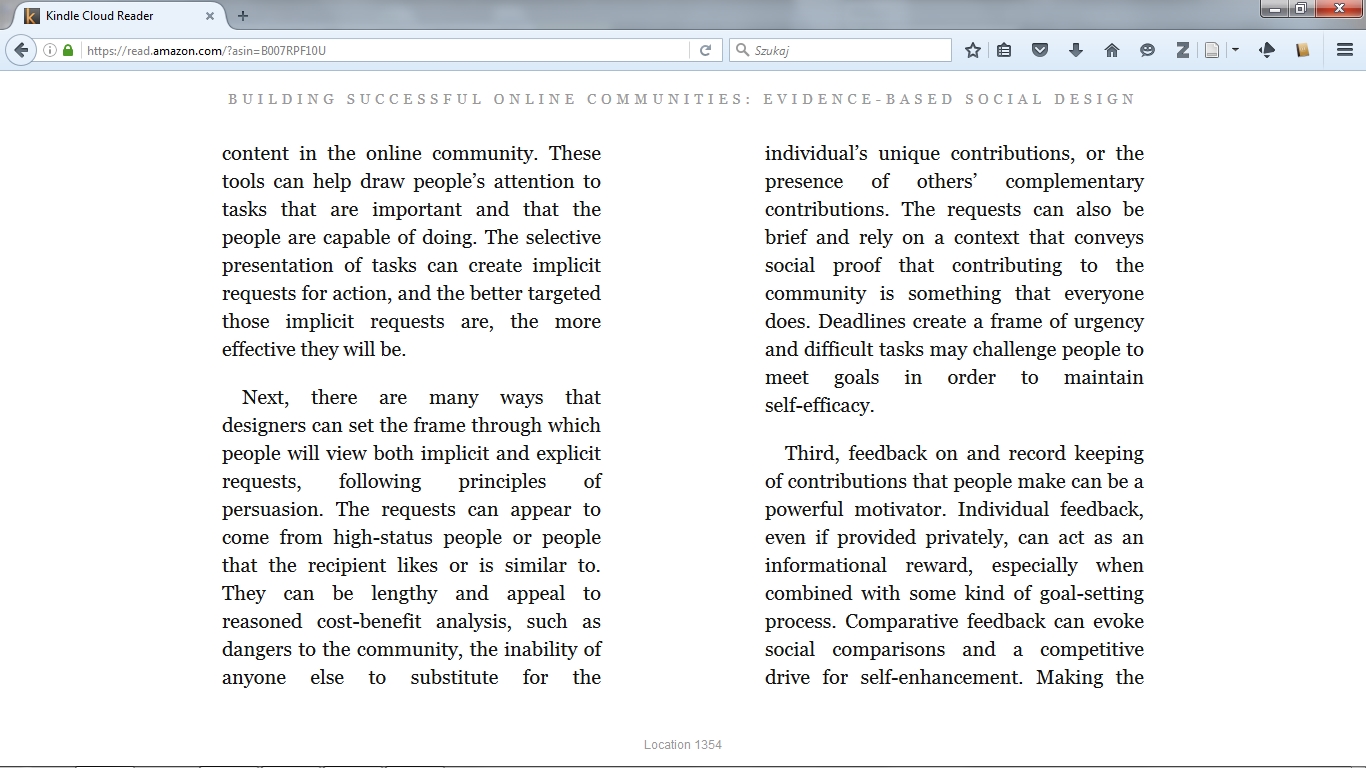 Kindle Cloud Reader
https://read.amazon.com/?asin=B007RPF10U
Szukaj
BUILDING SUCCESSFUL ONLINE COMMUNITIES: EVIDENCE-BASED SOCIAL DESIGN
content in the online community. These
tools can help draw people’s attention to
tasks that are important and that the
people are capable of doing. The selective
presentation of tasks can create implicit
requests for action, and the better targeted
those implicit requests are, the more
effective they will be.
Next, there are many ways that
designers can set the frame through which
people will view both implicit and explicit
requests, following principles of
persuasion. The requests can appear to
come from high-status people or people
that the recipient likes or is similar to.
They can be lengthy and appeal to
reasoned cost-benefit analysis, such as
dangers to the community, the inability of
anyone else to substitute for the
individual’s unique contributions, or the
presence of others’ complementary
contributions. The requests can also be
brief and rely on a context that conveys
social proof that contributing to the
community is something that everyone
does. Deadlines create a frame of urgency
and difficult tasks may challenge people to
meet goals in order to maintain
self-efficacy.
Third, feedback on and record keeping
of contributions that people make can be a
powerful motivator. Individual feedback,
even if provided privately, can act as an
informational reward, especially when
combined with some kind of goal-setting
process. Comparative feedback can evoke
social comparisons and a competitive
drive for self-enhancement. Making the
Location 1354